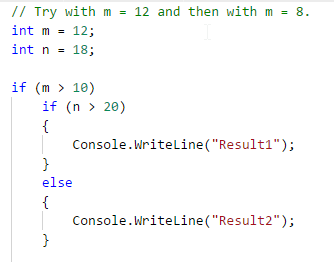 // Try with m = 12 and then with m = 8.
int m = 12;
int n = 18;

if (m > 10)
    if (n > 20)
    {
        Console.WriteLine("Result1");
    }
    else
    {
        Console.WriteLine("Result2");
    }